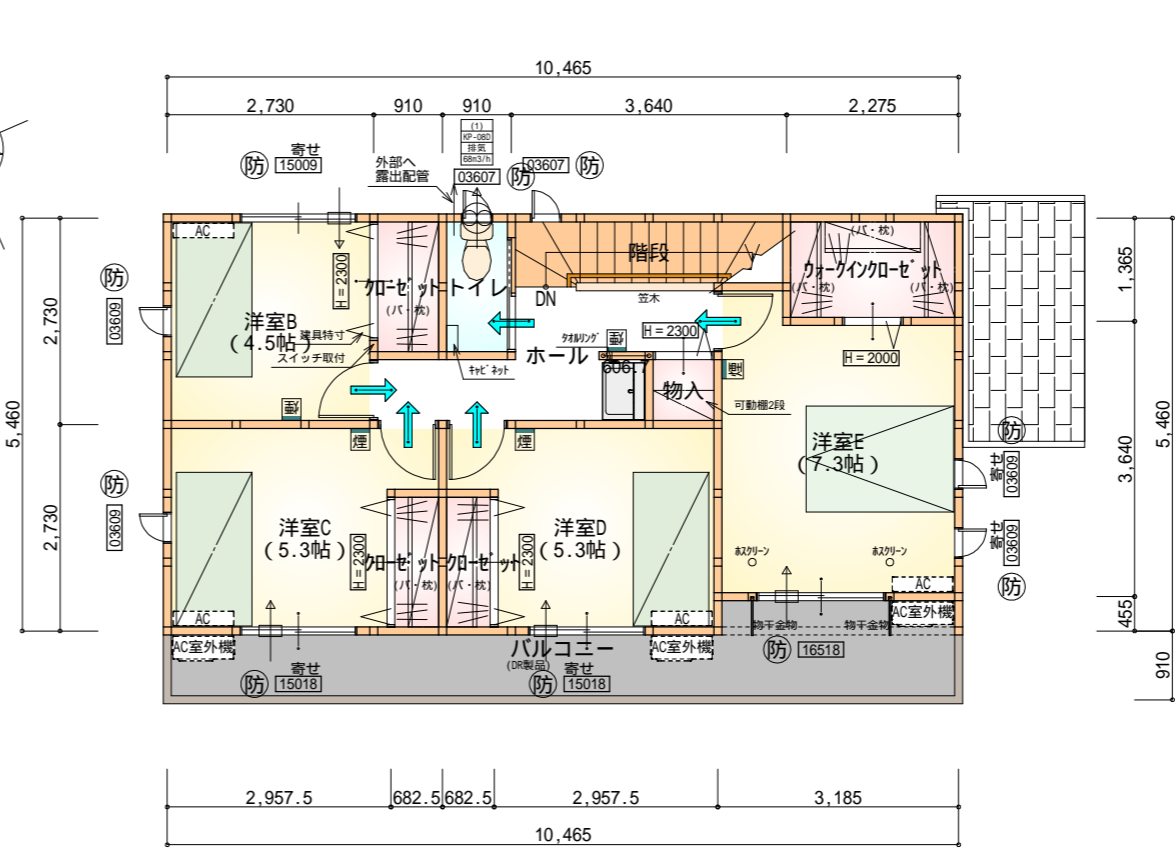 10,465
2,730
910
910
3,640
2,275
(1)
KP-08D
排気
68m3/h
寄せ
防
15009
外部へ
露出配管
03607
防
03607
防
AC
H=2300
クローゼット
(パ・枕)
トイレ
階段
DN
笠木
(パ・枕)
ウォークインクローゼット
(パ・枕)
(パ・枕)
1,365
防
03609
2,730
洋室B
(4.5帖)
建具特寸
スイッチ取付
キャビネット
タオルリング
煙
H=2300
ホール
606.7
煙
物入
可動棚2段
H=2000
5,460
煙
煙
煙
洋室E
(7.3帖)
防
寄せ
03609
3,640
5,460
防
03609
2,730
洋室C
(5.3帖)
H=2300
クローゼット
(パ・枕)
クローゼット
(パ・枕)
H=2300
洋室D
(5.3帖)
ホスクリーン
ホスクリーン
寄せ
03609
防
AC
AC
AC
AC室外機
455
物干金物
物干金物
AC室外機
バルコニー
(DR製品)
AC室外機
防
16518
910
寄せ
防
15018
寄せ
防
15018
2,957.5
682.5
682.5
2,957.5
3,185
10,465